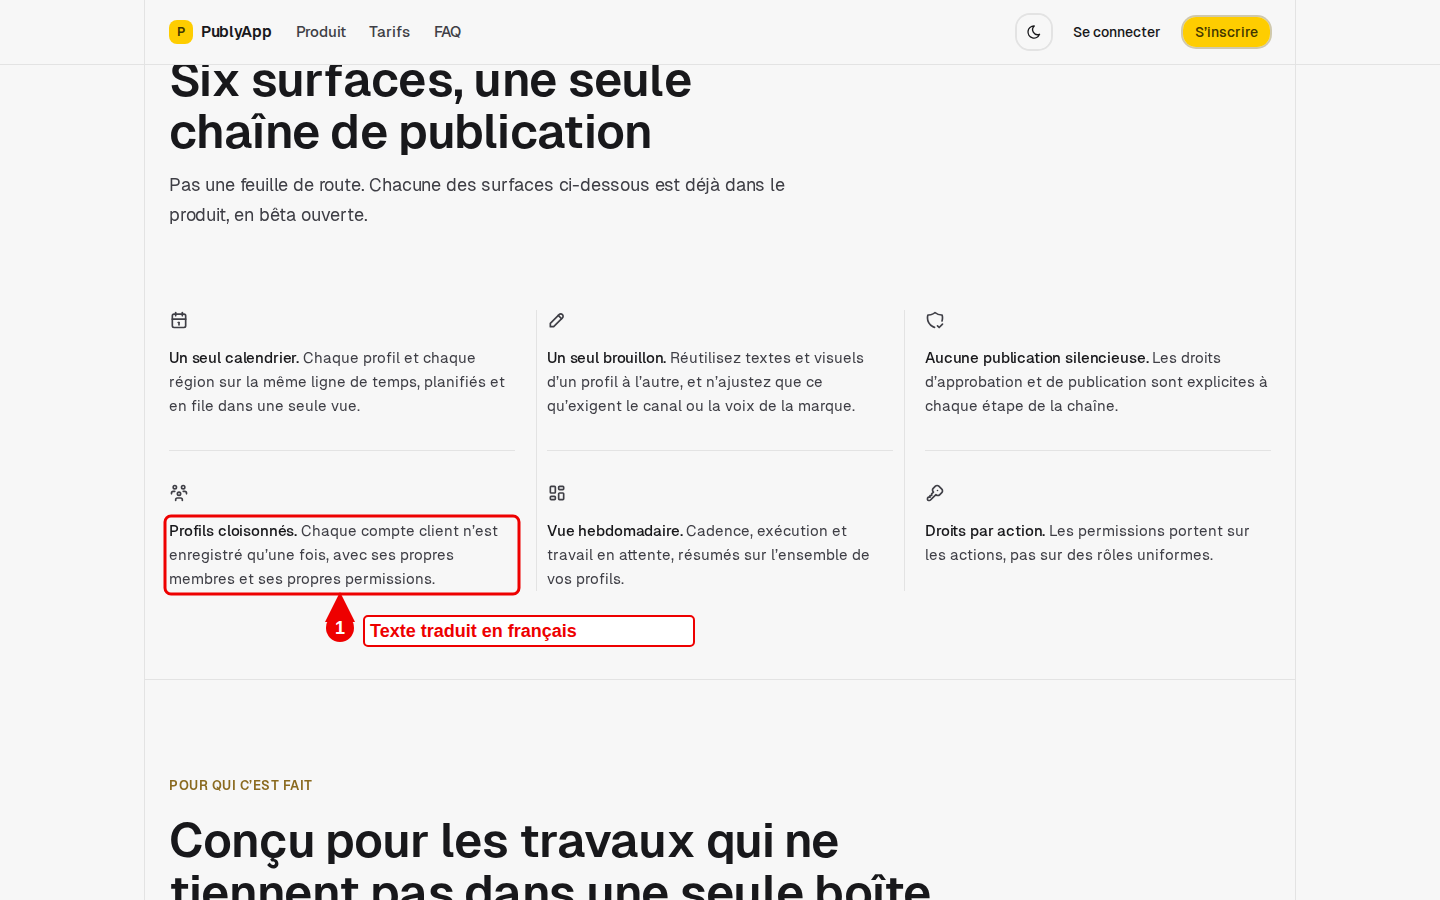 P PublyApp Produit Tarifs FAQ Se connecter S'inscrire
Six surfaces, une seule
chaîne de publication
Pas une feuille de route. Chacune des surfaces ci-dessous est déjà dans le
produit, en bêta ouverte.
Un seul calendrier. Chaque profil et chaque
région sur la même ligne de temps, planifiés et
en file dans une seule vue.
Un seul brouillon. Réutilisez textes et visuels
d'un profil à l'autre, et n'ajustez que ce
qu'exigent le canal ou la voix de la marque.
Aucune publication silencieuse. Les droits
d'approbation et de publication sont explicites à
chaque étape de la chaîne.
Profils cloisonnés. Chaque compte client n'est
enregistré qu'une fois, avec ses propres
membres et ses propres permissions.
Vue hebdomadaire. Cadence, exécution et
travail en attente, résumés sur l'ensemble de
vos profils.
Droits par action. Les permissions portent sur
les actions, pas sur des rôles uniformes.
1 Texte traduit en français
POUR QUI C'EST FAIT
Conçu pour les travaux qui ne
tiennent pas dans une seule boîte